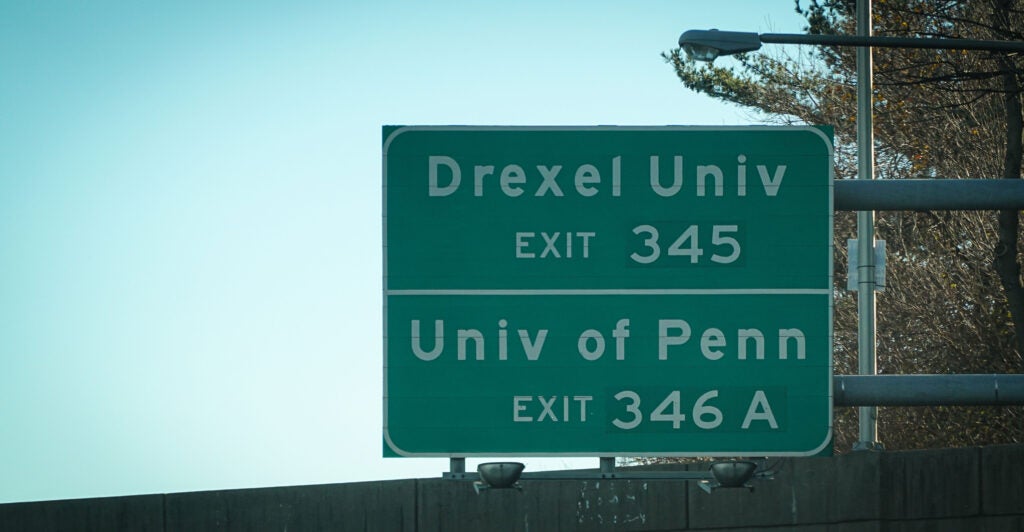 Drexel Univ
EXIT 345
Univ of Penn
EXIT 346 A